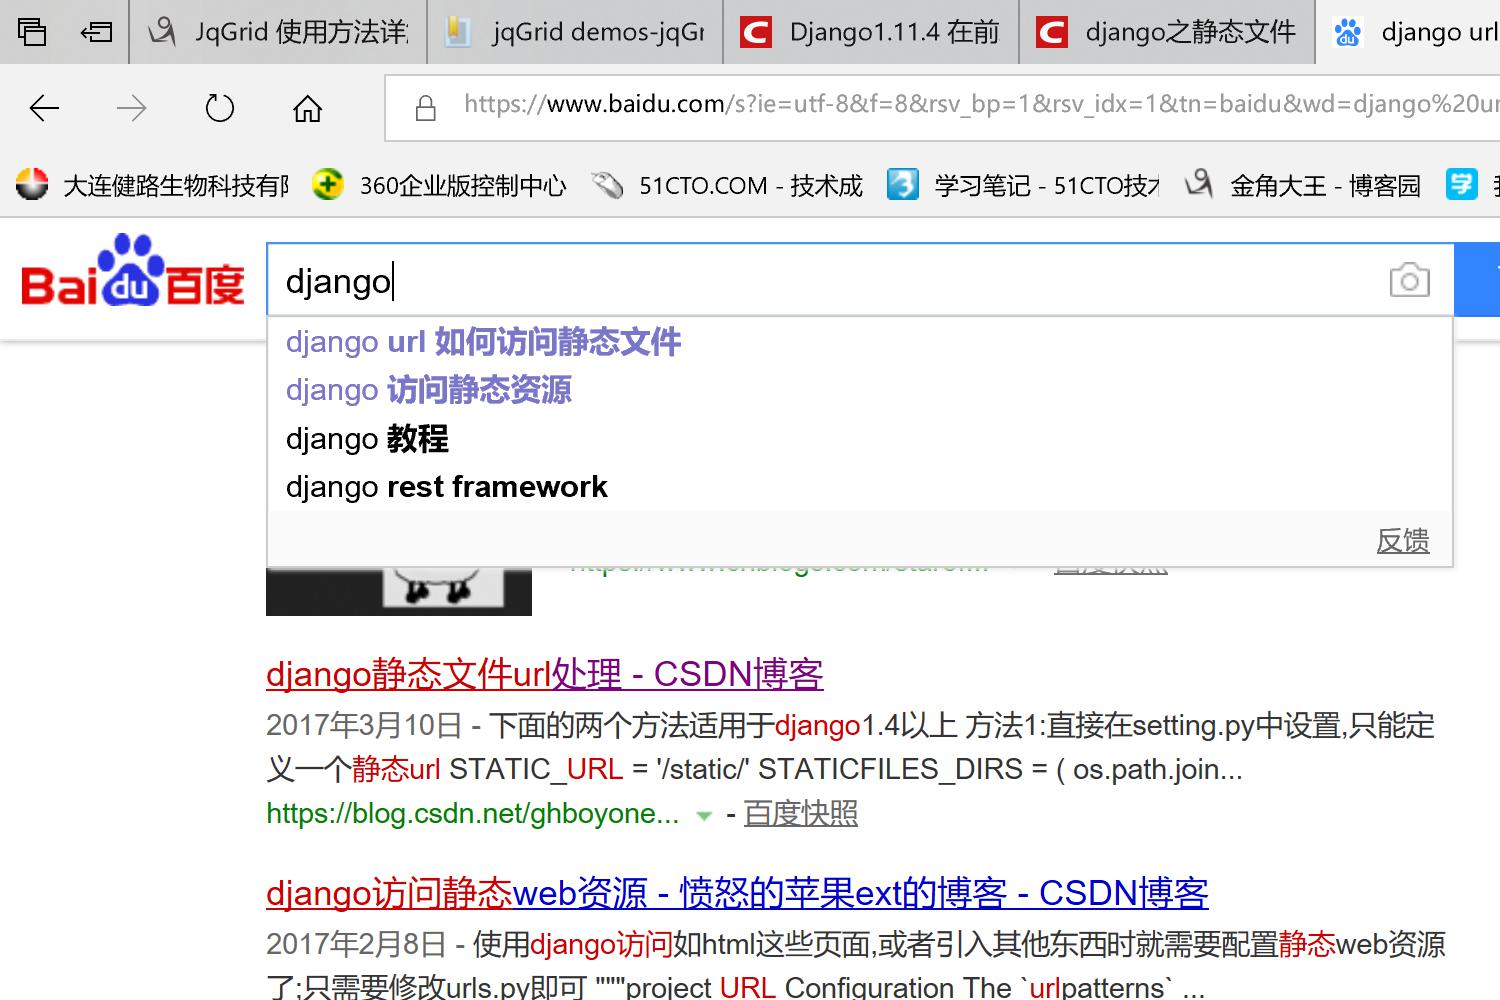 JqGrid 使用方法详
jqGrid demos-jqGr
Django1.11.4 在前
django之静态文件
django url
https://www.baidu.com/s?ie=utf-8&f=8&rsv_bp=1&rsv_idx=1&tn=baidu&wd=django%20ur
大连健路生物科技有
360企业版控制中心
51CTO.COM - 技术成
学习笔记 - 51CTO技
金角大王 - 博客园
学
Bai du 百度
django
django url 如何访问静态文件
django 访问静态资源
django 教程
django rest framework
反馈
百度快照
django静态文件url处理 - CSDN博客
2017年3月10日 - 下面的两个方法适用于django1.4以上 方法1:直接在setting.py中设置,只能定
义一个静态url STATIC_URL = '/static/' STATICFILES_DIRS = ( os.path.join...
https://blog.csdn.net/ghboyone... - 百度快照
django访问静态web资源 - 愤怒的苹果ext的博客 - CSDN博客
2017年2月8日 - 使用django访问如html这些页面,或者引入其他东西时就需要配置静态web资源
了;只需要修改urls.py即可 """project URL Configuration The `urlpatterns` ...